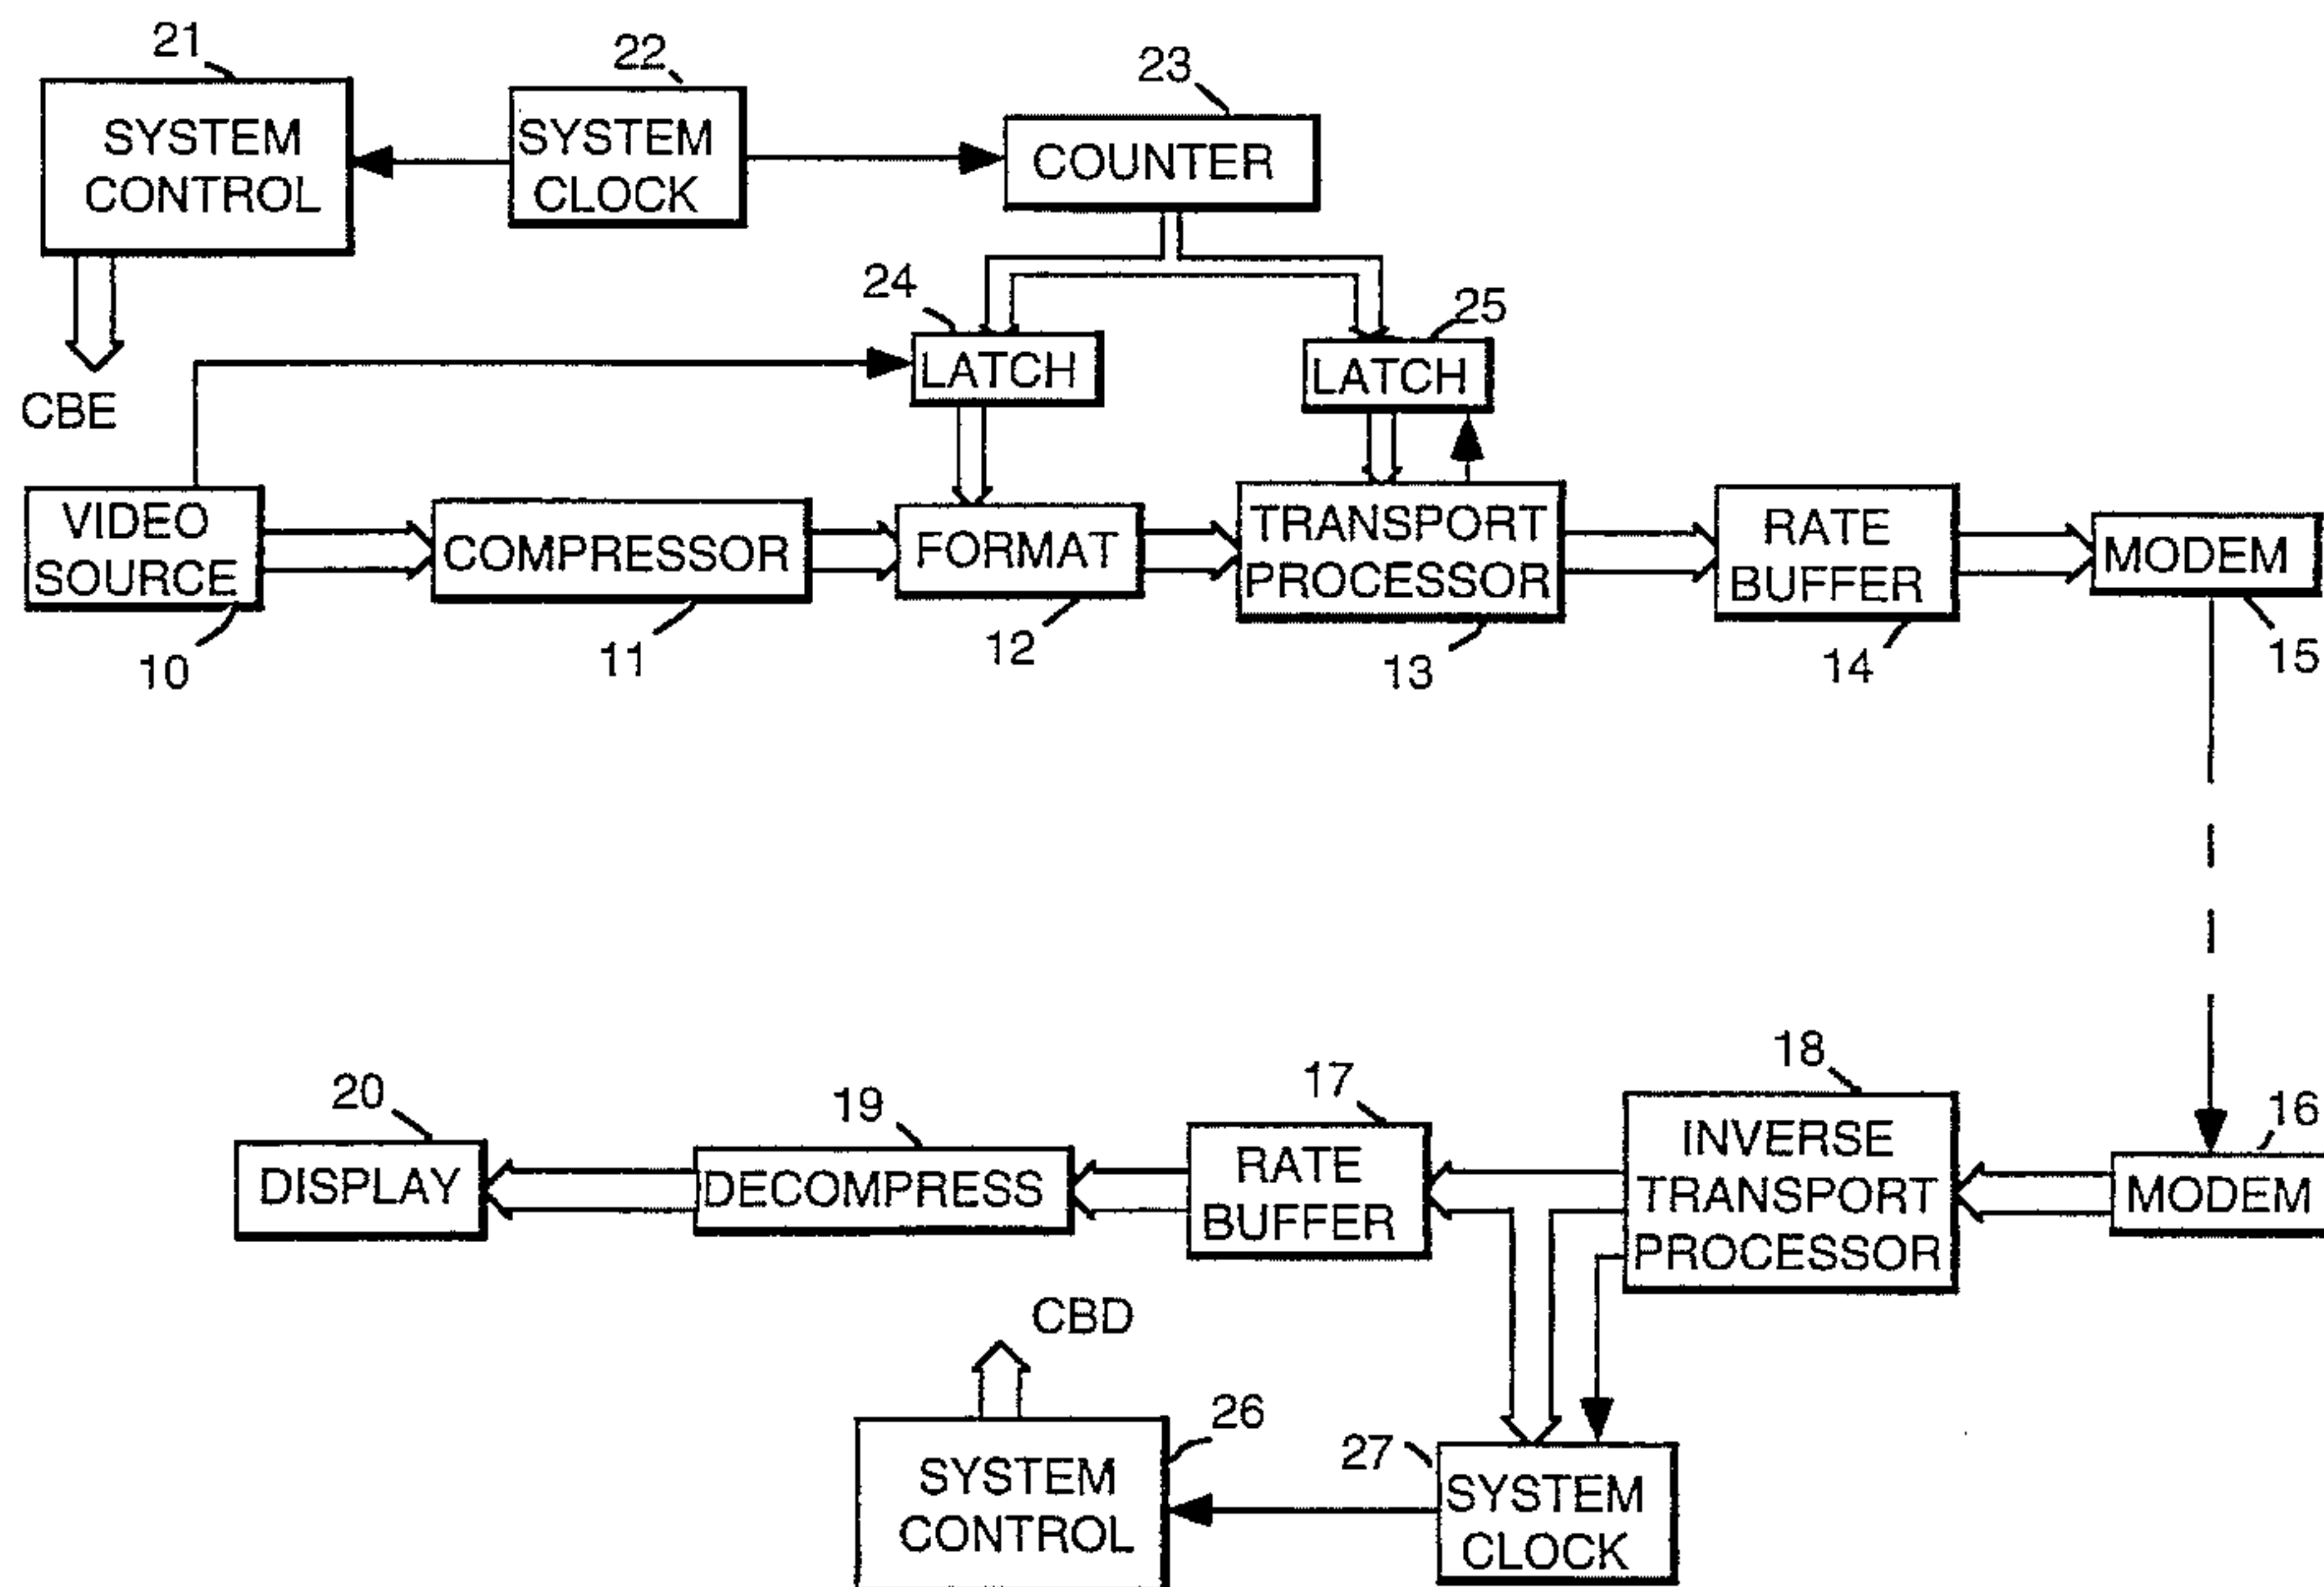 21
22
23
SYSTEM
CONTROL
SYSTEM
CLOCK
COUNTER
24
25
LATCH
LATCH
CBE
VIDEO
SOURCE
COMPRESSOR
FORMAT
TRANSPORT
PROCESSOR
RATE
BUFFER
MODEM
10
11
12
13
14
15
20
19
17
18
16
DISPLAY
DECOMPRESS
RATE
BUFFER
INVERSE
TRANSPORT
PROCESSOR
MODEM
CBD
26
27
SYSTEM
CONTROL
SYSTEM
CLOCK